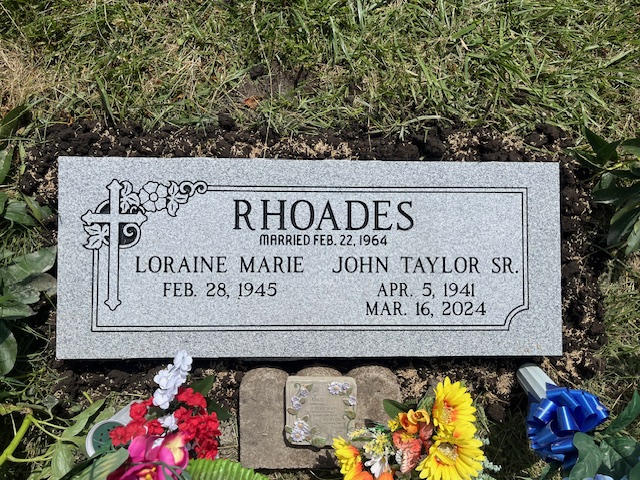 RHOADES
MARRIED FEB. 22, 1964
LORAINE MARIE JOHN TAYLOR SR.
FEB. 28, 1945 APR. 5, 1941
MAR. 16, 2024